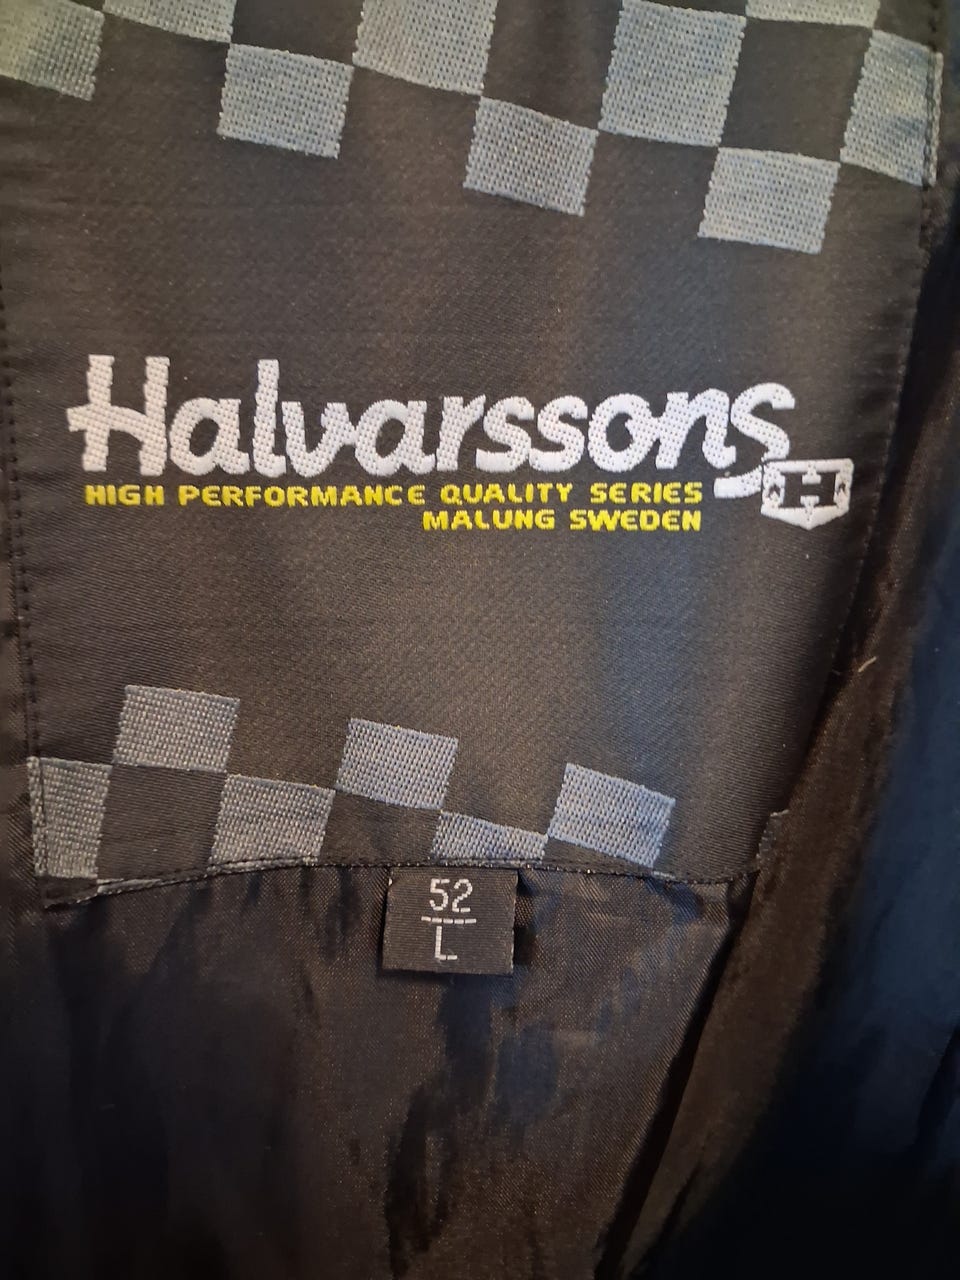 Halvarssons
H
HIGH PERFORMANCE QUALITY SERIES
MALUNG SWEDEN
52
L